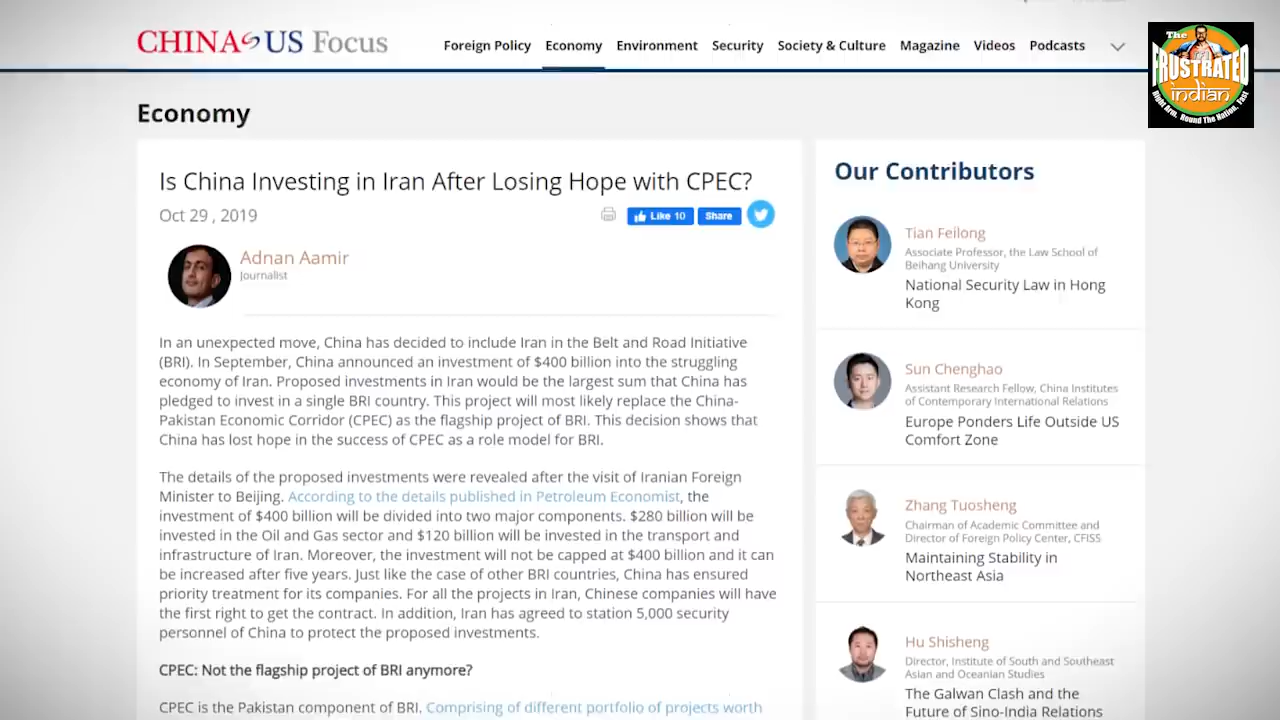 CHINA US Focus
Foreign Policy
Economy
Environment
Security
Society & Culture
Magazine
Videos
Podcasts
The
FRUSTRATED
indian
Right Arm, Round The Nation, Fast
Economy
Is China Investing in Iran After Losing Hope with CPEC?
Oct 29 , 2019
Like 10
Share
Adnan Aamir
Journalist
In an unexpected move, China has decided to include Iran in the Belt and Road Initiative
(BRI). In September, China announced an investment of $400 billion into the struggling
economy of Iran. Proposed investments in Iran would be the largest sum that China has
pledged to invest in a single BRI country. This project will most likely replace the China-
Pakistan Economic Corridor (CPEC) as the flagship project of BRI. This decision shows that
China has lost hope in the success of CPEC as a role model for BRI.
The details of the proposed investments were revealed after the visit of Iranian Foreign
Minister to Beijing. According to the details published in Petroleum Economist, the
investment of $400 billion will be divided into two major components. $280 billion will be
invested in the Oil and Gas sector and $120 billion will be invested in the transport and
infrastructure of Iran. Moreover, the investment will not be capped at $400 billion and it can
be increased after five years. Just like the case of other BRI countries, China has ensured
priority treatment for its companies. For all the projects in Iran, Chinese companies will have
the first right to get the contract. In addition, Iran has agreed to station 5,000 security
personnel of China to protect the proposed investments.
CPEC: Not the flagship project of BRI anymore?
CPEC is the Pakistan component of BRI. Comprising of different portfolio of projects worth
Our Contributors
Tian Feilong
Associate Professor, the Law School of
Beihang University
National Security Law in Hong
Kong
Sun Chenghao
Assistant Research Fellow, China Institutes
of Contemporary International Relations
Europe Ponders Life Outside US
Comfort Zone
Zhang Tuosheng
Chairman of Academic Committee and
Director of Foreign Policy Center, CFISS
Maintaining Stability in
Northeast Asia
Hu Shisheng
Director, Institute of South and Southeast
Asian and Oceanian Studies
The Galwan Clash and the
Future of Sino-India Relations